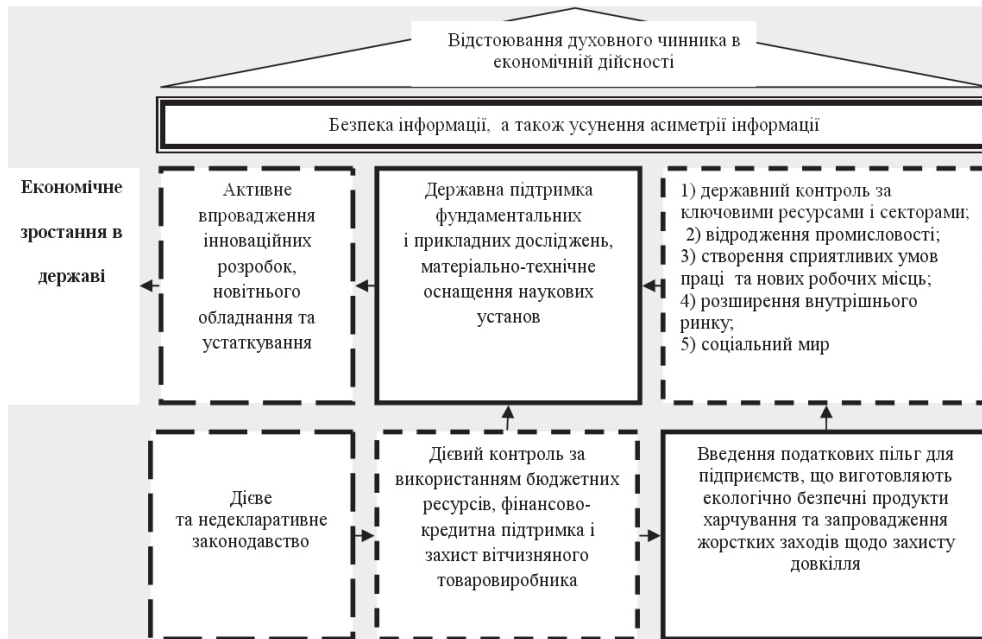 Відстоювання духовного чинника в
економічній дійсності
Безпека інформації, а також усунення асиметрії інформації
Економічне
зростання в
державі
Активне
впровадження
інноваційних
розробок,
новітнього
обладнання та
устаткування
Державна підтримка
фундаментальних
і прикладних досліджень,
матеріально-технічне
оснащення наукових
установ
1) державний контроль за
ключовими ресурсами і секторами;
2) відродження промисловості;
3) створення сприятливих умов
праці та нових робочих місць;
4) розширення внутрішнього
ринку;
5) соціальний мир
Дієве
та недекларативне
законодавство
Дієвий контроль за
використанням бюджетних
ресурсів, фінансово-
кредитна підтримка і
захист вітчизняного
товаровиробника
Введення податкових пільг для
підприємств, що виготовляють
екологічно безпечні продукти
харчування та запровадження
жорстких заходів щодо захисту
довкілля